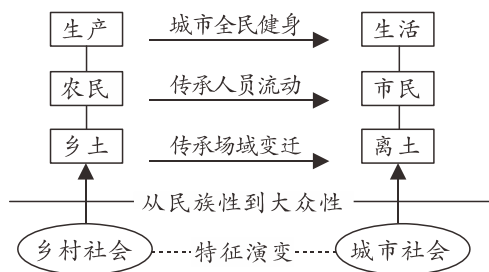 生产 城市全民健身 生活
农民 传承人员流动 市民
乡土 传承场域变迁 离土
从民族性到大众性
乡村社会 特征演变 城市社会